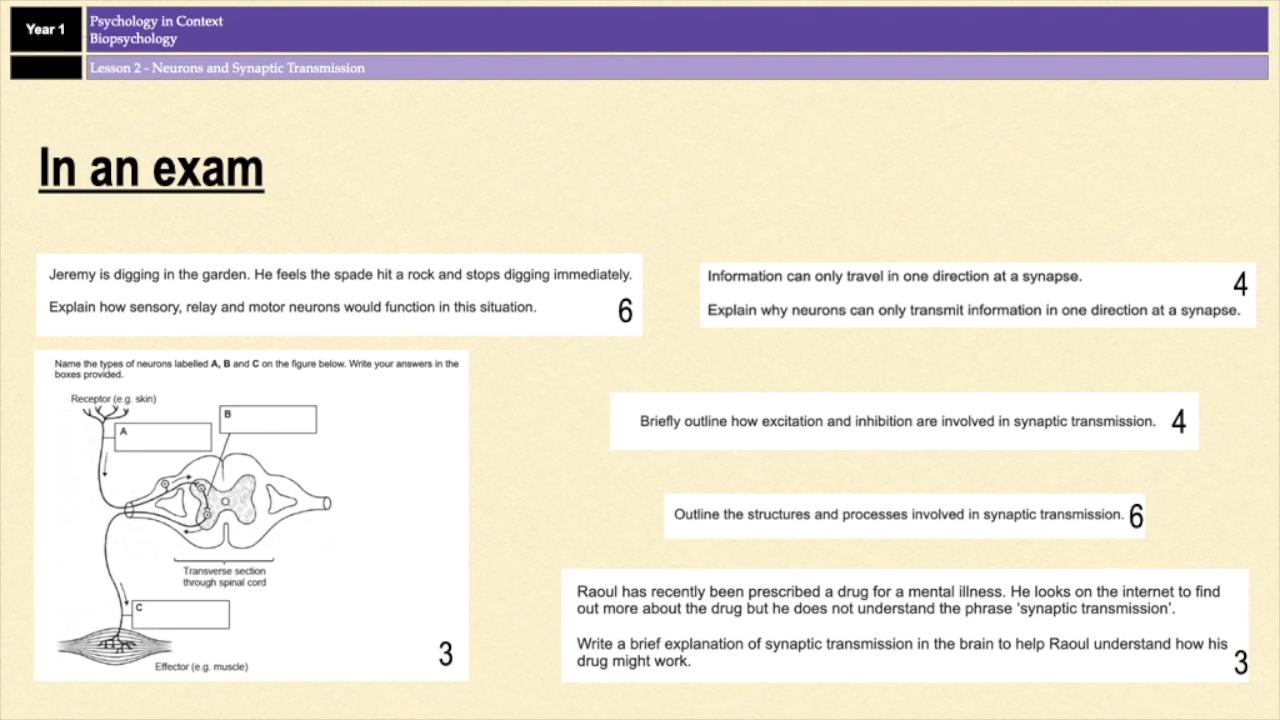 Year 1
Psychology in Context
Biopsychology
Lesson 2 - Neurons and Synaptic Transmission
In an exam
Jeremy is digging in the garden. He feels the spade hit a rock and stops digging immediately.
Explain how sensory, relay and motor neurons would function in this situation.
6
Information can only travel in one direction at a synapse.
4
Explain why neurons can only transmit information in one direction at a synapse.
Name the types of neurons labelled A, B and C on the figure below. Write your answers in the
boxes provided.
Receptor (e.g. skin)
B
A
Transverse section
through spinal cord
C
Effector (e.g. muscle)
3
Briefly outline how excitation and inhibition are involved in synaptic transmission.
4
Outline the structures and processes involved in synaptic transmission.
6
Raoul has recently been prescribed a drug for a mental illness. He looks on the internet to find
out more about the drug but he does not understand the phrase ‘synaptic transmission’.
Write a brief explanation of synaptic transmission in the brain to help Raoul understand how his
drug might work.
3